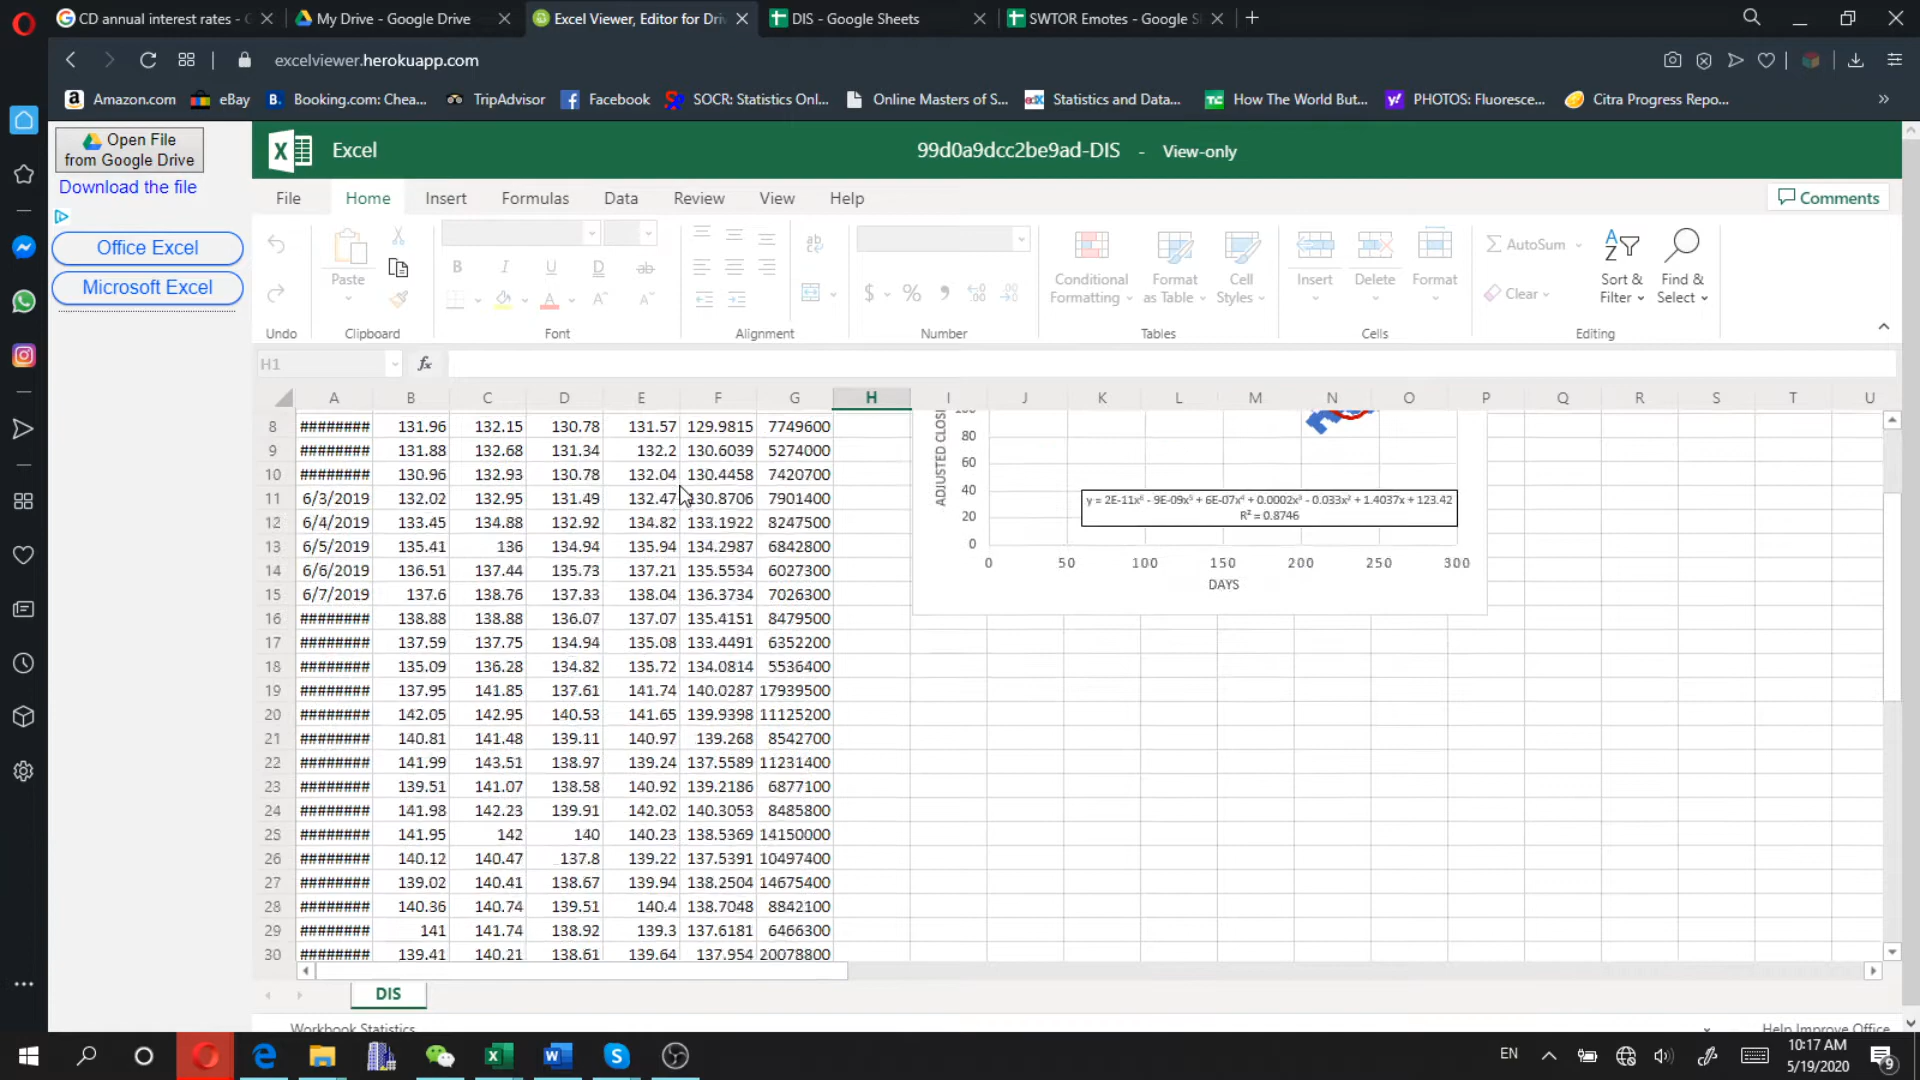 CD annual interest rates - G
My Drive - Google Drive
Excel Viewer, Editor for Dri
DIS - Google Sheets
SWTOR Emotes - Google S
excelviewer.herokuapp.com
Amazon.com
eBay
Booking.com: Chea...
TripAdvisor
Facebook
SOCR: Statistics Onl...
Online Masters of S...
Statistics and Data...
How The World But...
PHOTOS: Fluoresce...
Citra Progress Repo...
Open File
from Google Drive
Download the file
Office Excel
Microsoft Excel
Excel
99d0a9dcc2be9ad-DIS - View-only
File Home Insert Formulas Data Review View Help
Comments
Paste
Conditional Formatting
Format as Table
Cell Styles
Insert
Delete
Format
AutoSum
Clear
Sort & Filter
Find & Select
Undo Clipboard Font Alignment Number Tables Cells Editing
H1 fx
A B C D E F G H I J K L M N O P Q R S T U
8 ######## 131.96 132.15 130.78 131.57 129.9815 7749600
9 ######## 131.88 132.68 131.34 132.2 130.6039 5274000
10 ######## 130.96 132.93 130.78 132.04 130.4458 7420700
11 6/3/2019 132.02 132.95 131.49 132.47 130.8706 7901400
12 6/4/2019 133.45 134.88 132.92 134.82 133.1922 8247500
13 6/5/2019 135.41 136 134.94 135.94 134.2987 6842800
14 6/6/2019 136.51 137.44 135.73 137.21 135.5534 6027300
15 6/7/2019 137.6 138.76 137.33 138.04 136.3734 7026300
16 ######## 138.88 138.88 136.07 137.07 135.4151 8479500
17 ######## 137.59 137.75 134.94 135.08 133.4491 6352200
18 ######## 135.09 136.28 134.82 135.72 134.0814 5536400
19 ######## 137.95 141.85 137.61 141.74 140.0287 17939500
20 ######## 142.05 142.95 140.53 141.65 139.9398 11125200
21 ######## 140.81 141.48 139.11 140.97 139.268 8542700
22 ######## 141.99 143.51 138.97 139.24 137.5589 11231400
23 ######## 139.51 141.07 138.58 140.92 139.2186 6877100
24 ######## 141.98 142.23 139.91 142.02 140.3053 8485800
25 ######## 141.95 142 140 140.23 138.5369 14150000
26 ######## 140.12 140.47 137.8 139.22 137.5391 10497400
27 ######## 139.02 140.41 138.67 139.94 138.2504 14675400
28 ######## 140.36 140.74 139.51 140.4 138.7048 8842100
29 ######## 141 141.74 138.92 139.3 137.6181 6466300
30 ######## 139.41 140.21 138.61 139.64 137.954 20078800
80
60
40
20
0
0 50 100 150 200 250 300
DAYS
y = 2E-11x⁶ - 9E-09x⁵ + 6E-07x⁴ + 0.0002x³ - 0.033x² + 1.4037x + 123.42
R² = 0.8746
DIS
Workbook Statistics
Help Improve Office
EN
10:17 AM
5/19/2020
9